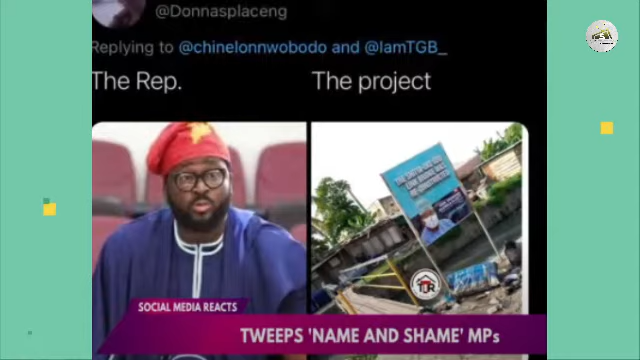 @Donnasplaceng
Replying to @chinelonnwobodo and @IamTGB_
The Rep. The project
SOCIAL MEDIA REACTS
TWEEPS 'NAME AND SHAME' MPs